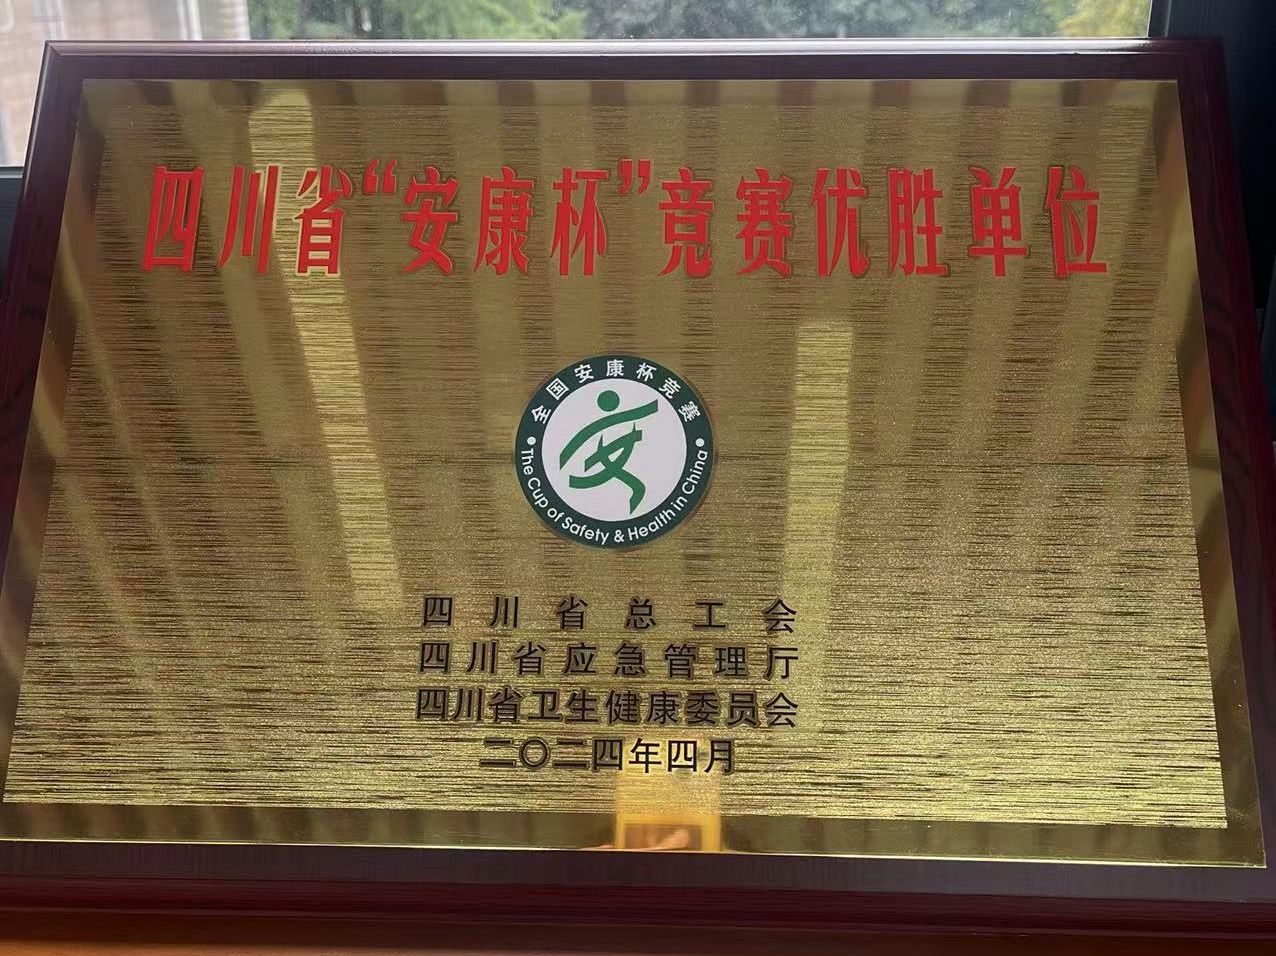 四川省“安康杯”竞赛优胜单位
全国安康杯竞赛
The Cup of Safety & Health in China
四川省总工会
四川省应急管理厅
四川省卫生健康委员会
二〇二四年四月